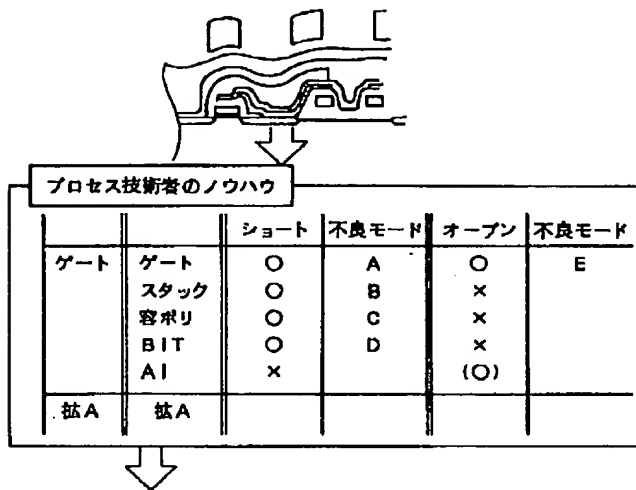 プロセス技術者のノウハウ
ショート 不良モード オープン 不良モード
ゲート ゲート ○ A ○ E
スタック ○ B ×
容ポリ ○ C ×
BIT ○ D ×
Al × (○)
拡A 拡A